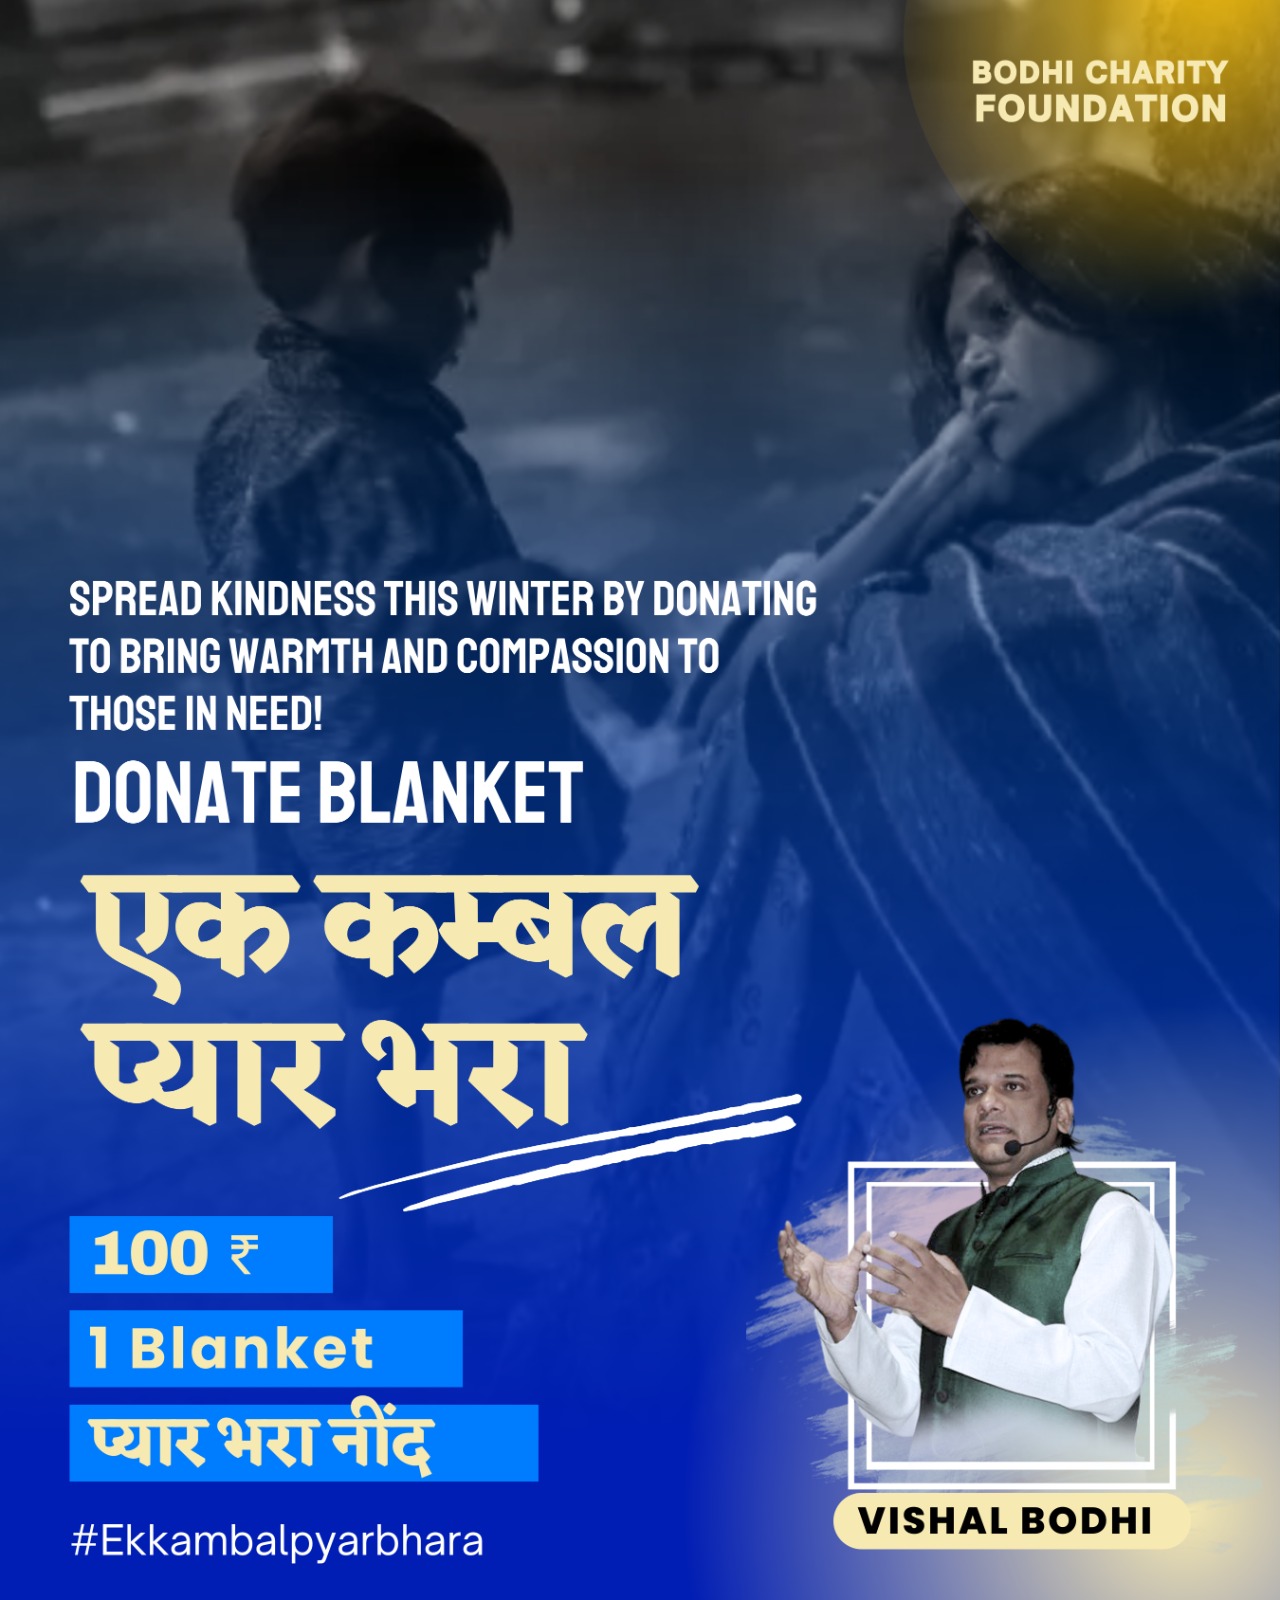 BODHI CHARITY
FOUNDATION
SPREAD KINDNESS THIS WINTER BY DONATING
TO BRING WARMTH AND COMPASSION TO
THOSE IN NEED!
DONATE BLANKET
एक कम्बल
प्यार भरा
100 ₹
1 Blanket
प्यार भरा नींद
#Ekkambalpyarbhara
VISHAL BODHI